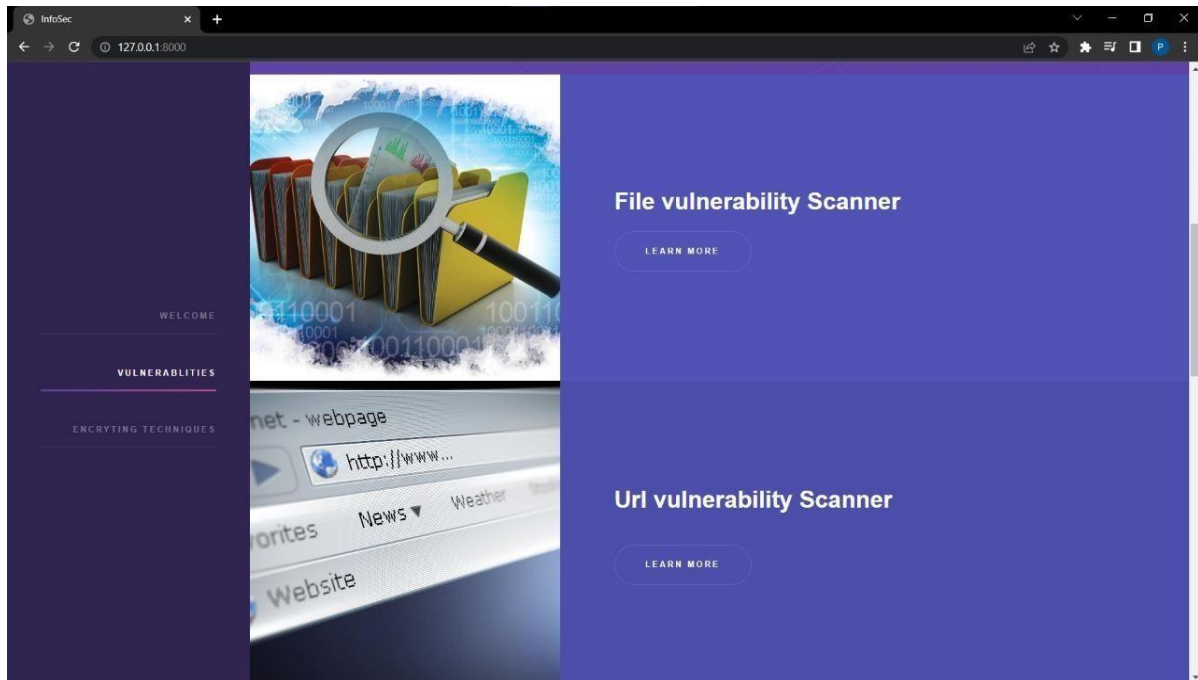 InfoSec
127.0.0.1:8000
P
WELCOME
VULNERABLITIES
ENCRYTING TECHNIQUES
File vulnerability Scanner
LEARN MORE
net - webpage
http://www...
orites News Weather
Website
Url vulnerability Scanner
LEARN MORE